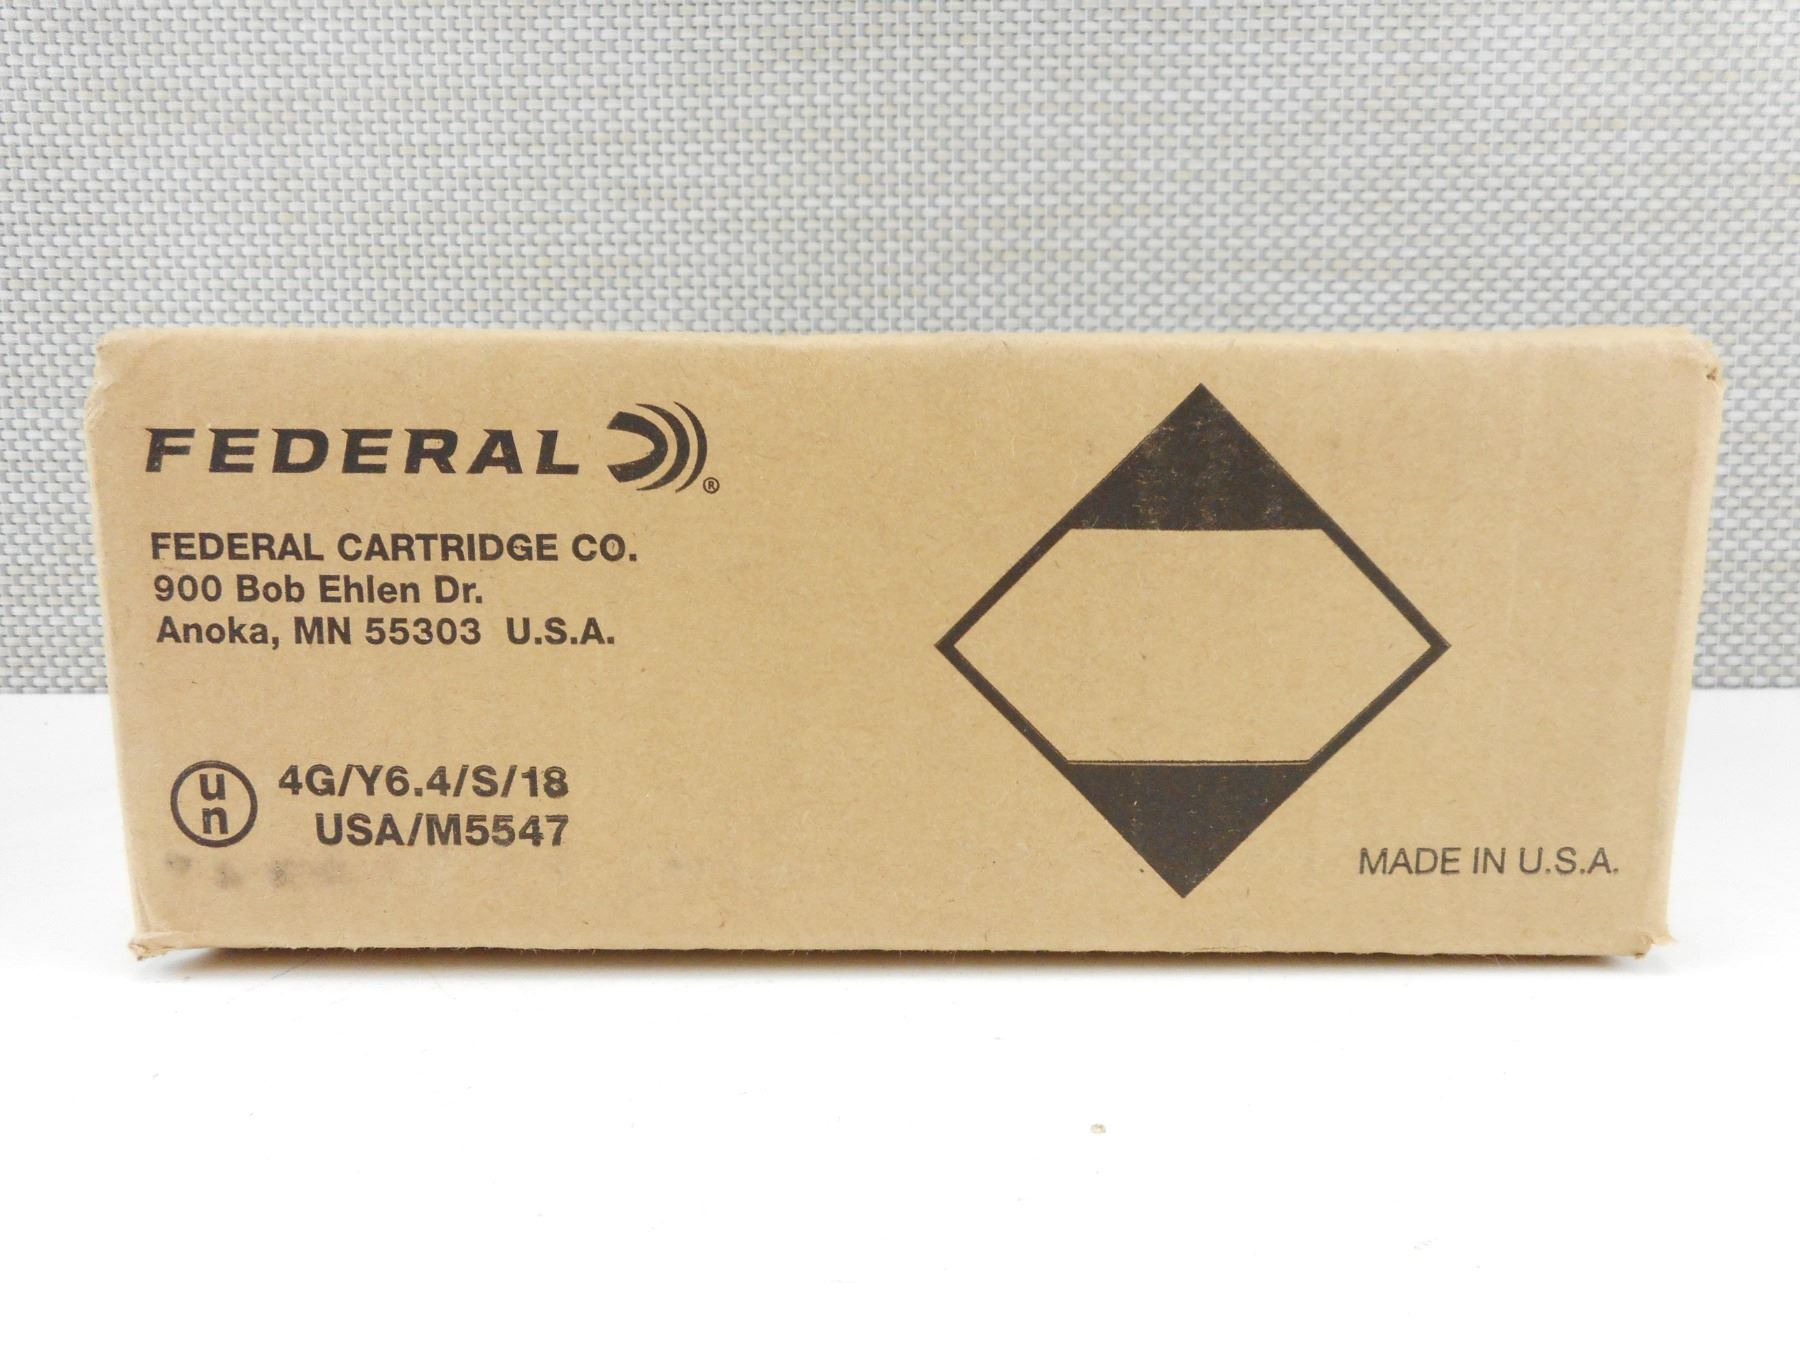 FEDERAL ®
FEDERAL CARTRIDGE CO.
900 Bob Ehlen Dr.
Anoka, MN 55303 U.S.A.
un 4G/Y6.4/S/18
USA/M5547
MADE IN U.S.A.